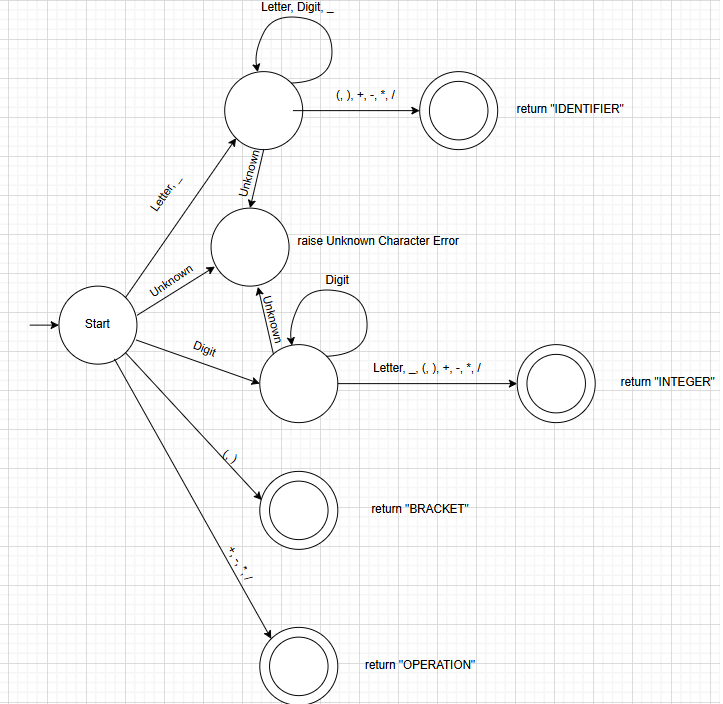 Letter, Digit, _
(, ), +, -, *, /
return "IDENTIFIER"
Letter, _
Unknown
raise Unknown Character Error
Unknown
Start
Unknown
Digit
Digit
Letter, _, (, ), +, -, *, /
return "INTEGER"
(, )
return "BRACKET"
+, -, *, /
return "OPERATION"